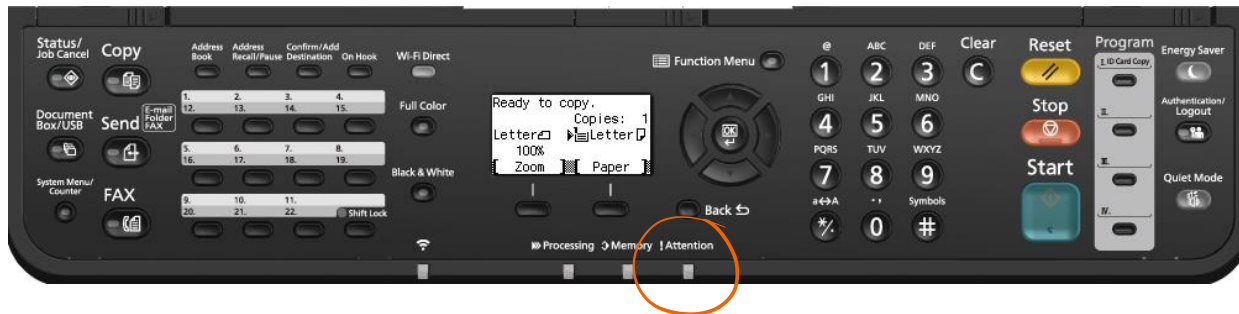 Status/
Job Cancel
Copy
Document
Box/USB
Send
E-mail
Folder
FAX
System Menu/
Counter
FAX
Address
Book
Address
Recall/Pause
Confirm/Add
Destination
On Hook
1. 2. 3. 4.
12. 13. 14. 15.
5. 6. 7. 8.
16. 17. 18. 19.
9. 10. 11.
20. 21. 22. Shift Lock
Wi-Fi Direct
Full Color
Black & White
Ready to copy.
Copies: 1
Letter Letter
100%
[ Zoom ] [ Paper ]
Processing Memory ! Attention
Function Menu
OK
Back
@ ABC DEF Clear
1 2 3 C
GHI JKL MNO
4 5 6
PQRS TUV WXYZ
7 8 9
a↔A . , Symbols
*/. 0 #
Reset
Stop
Start
Program
I. ID Card Copy
II.
III.
IV.
Energy Saver
Authentication/
Logout
Quiet Mode